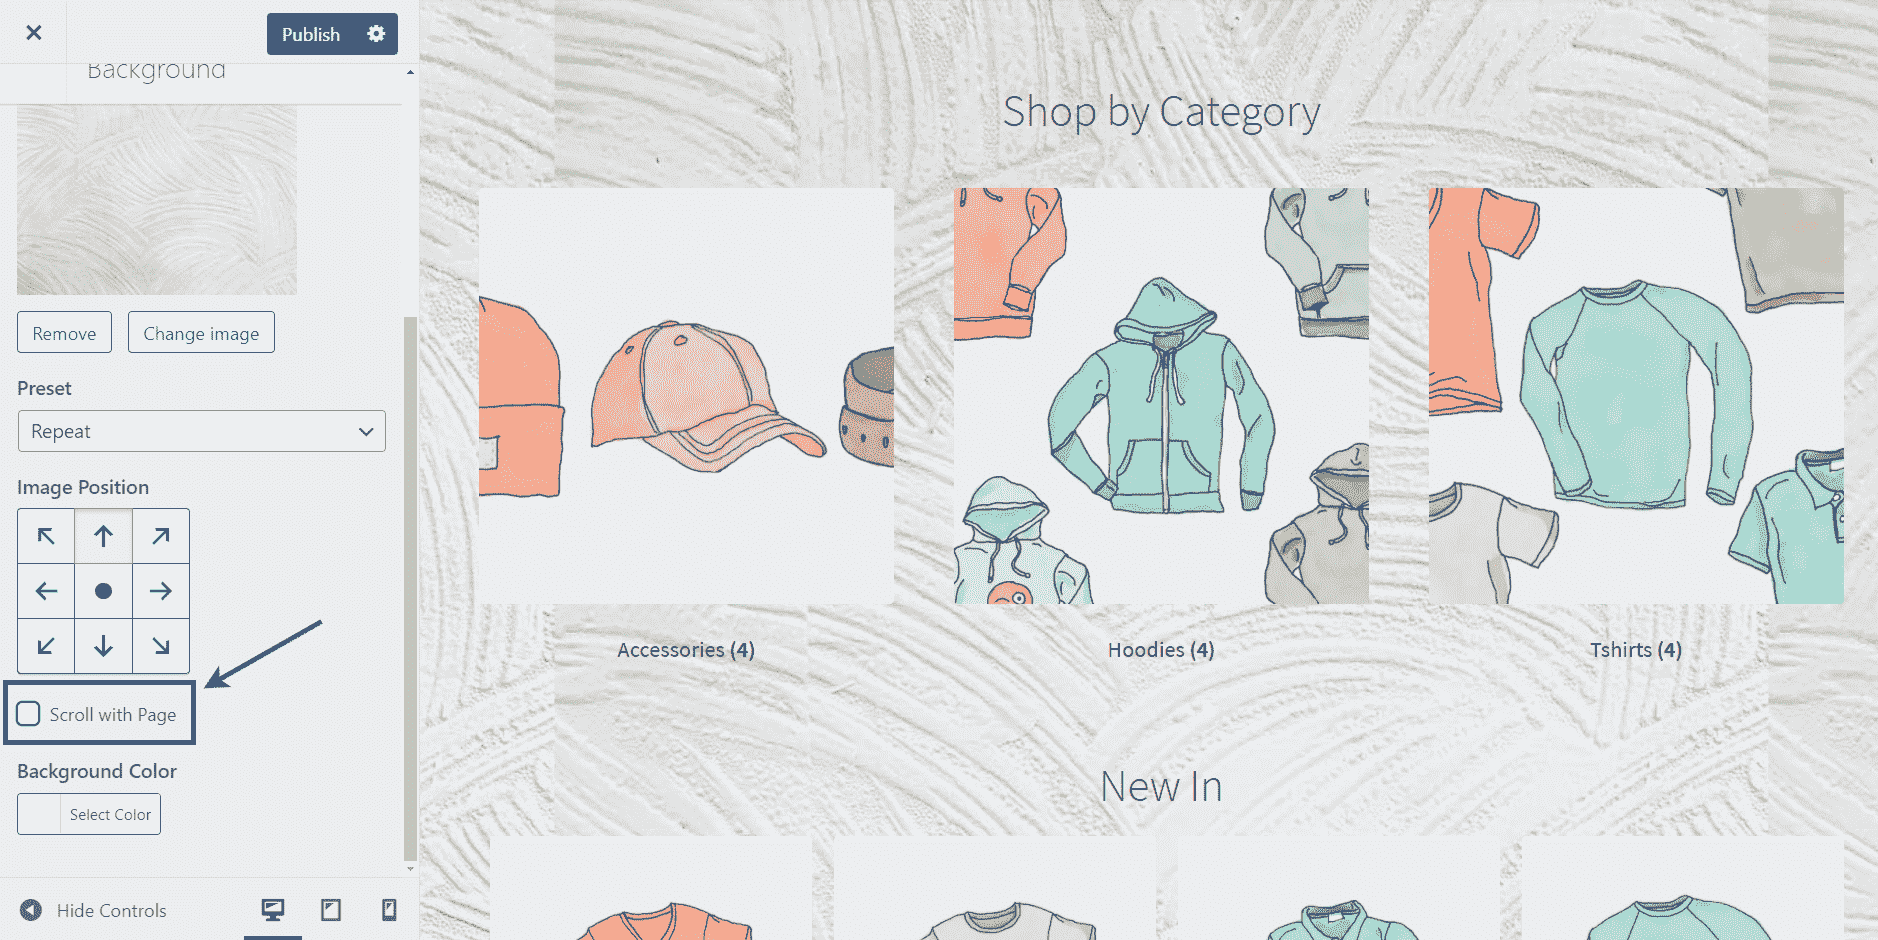 Publish
Background
Remove
Change image
Preset
Repeat
Image Position
Scroll with Page
Background Color
Select Color
Hide Controls
Shop by Category
Accessories (4)
Hoodies (4)
Tshirts (4)
New In